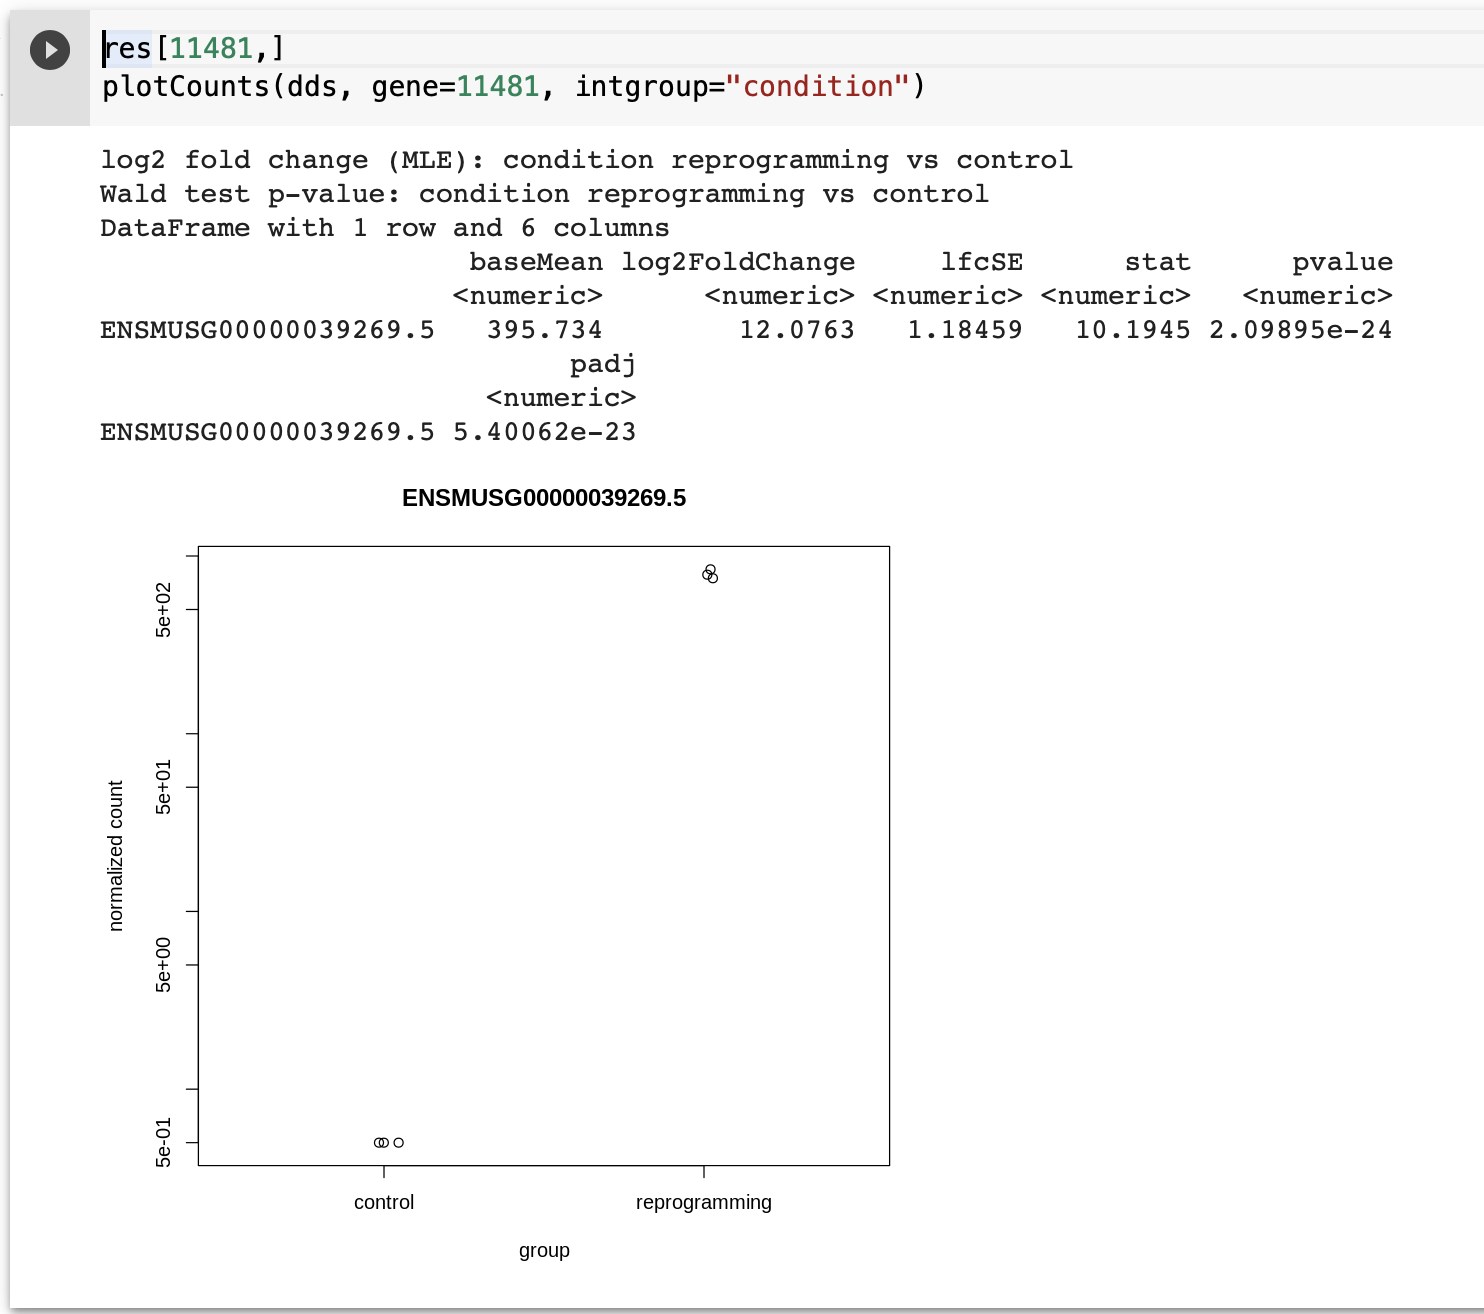 res[11481,]
plotCounts(dds, gene=11481, intgroup="condition")
log2 fold change (MLE): condition reprogramming vs control
Wald test p-value: condition reprogramming vs control
DataFrame with 1 row and 6 columns
baseMean log2FoldChange lfcSE stat pvalue
<numeric> <numeric> <numeric> <numeric> <numeric>
ENSMUSG00000039269.5 395.734 12.0763 1.18459 10.1945 2.09895e-24
padj
<numeric>
ENSMUSG00000039269.5 5.40062e-23
ENSMUSG00000039269.5
5e+02
5e+01
5e+00
5e-01
normalized count
control reprogramming
group